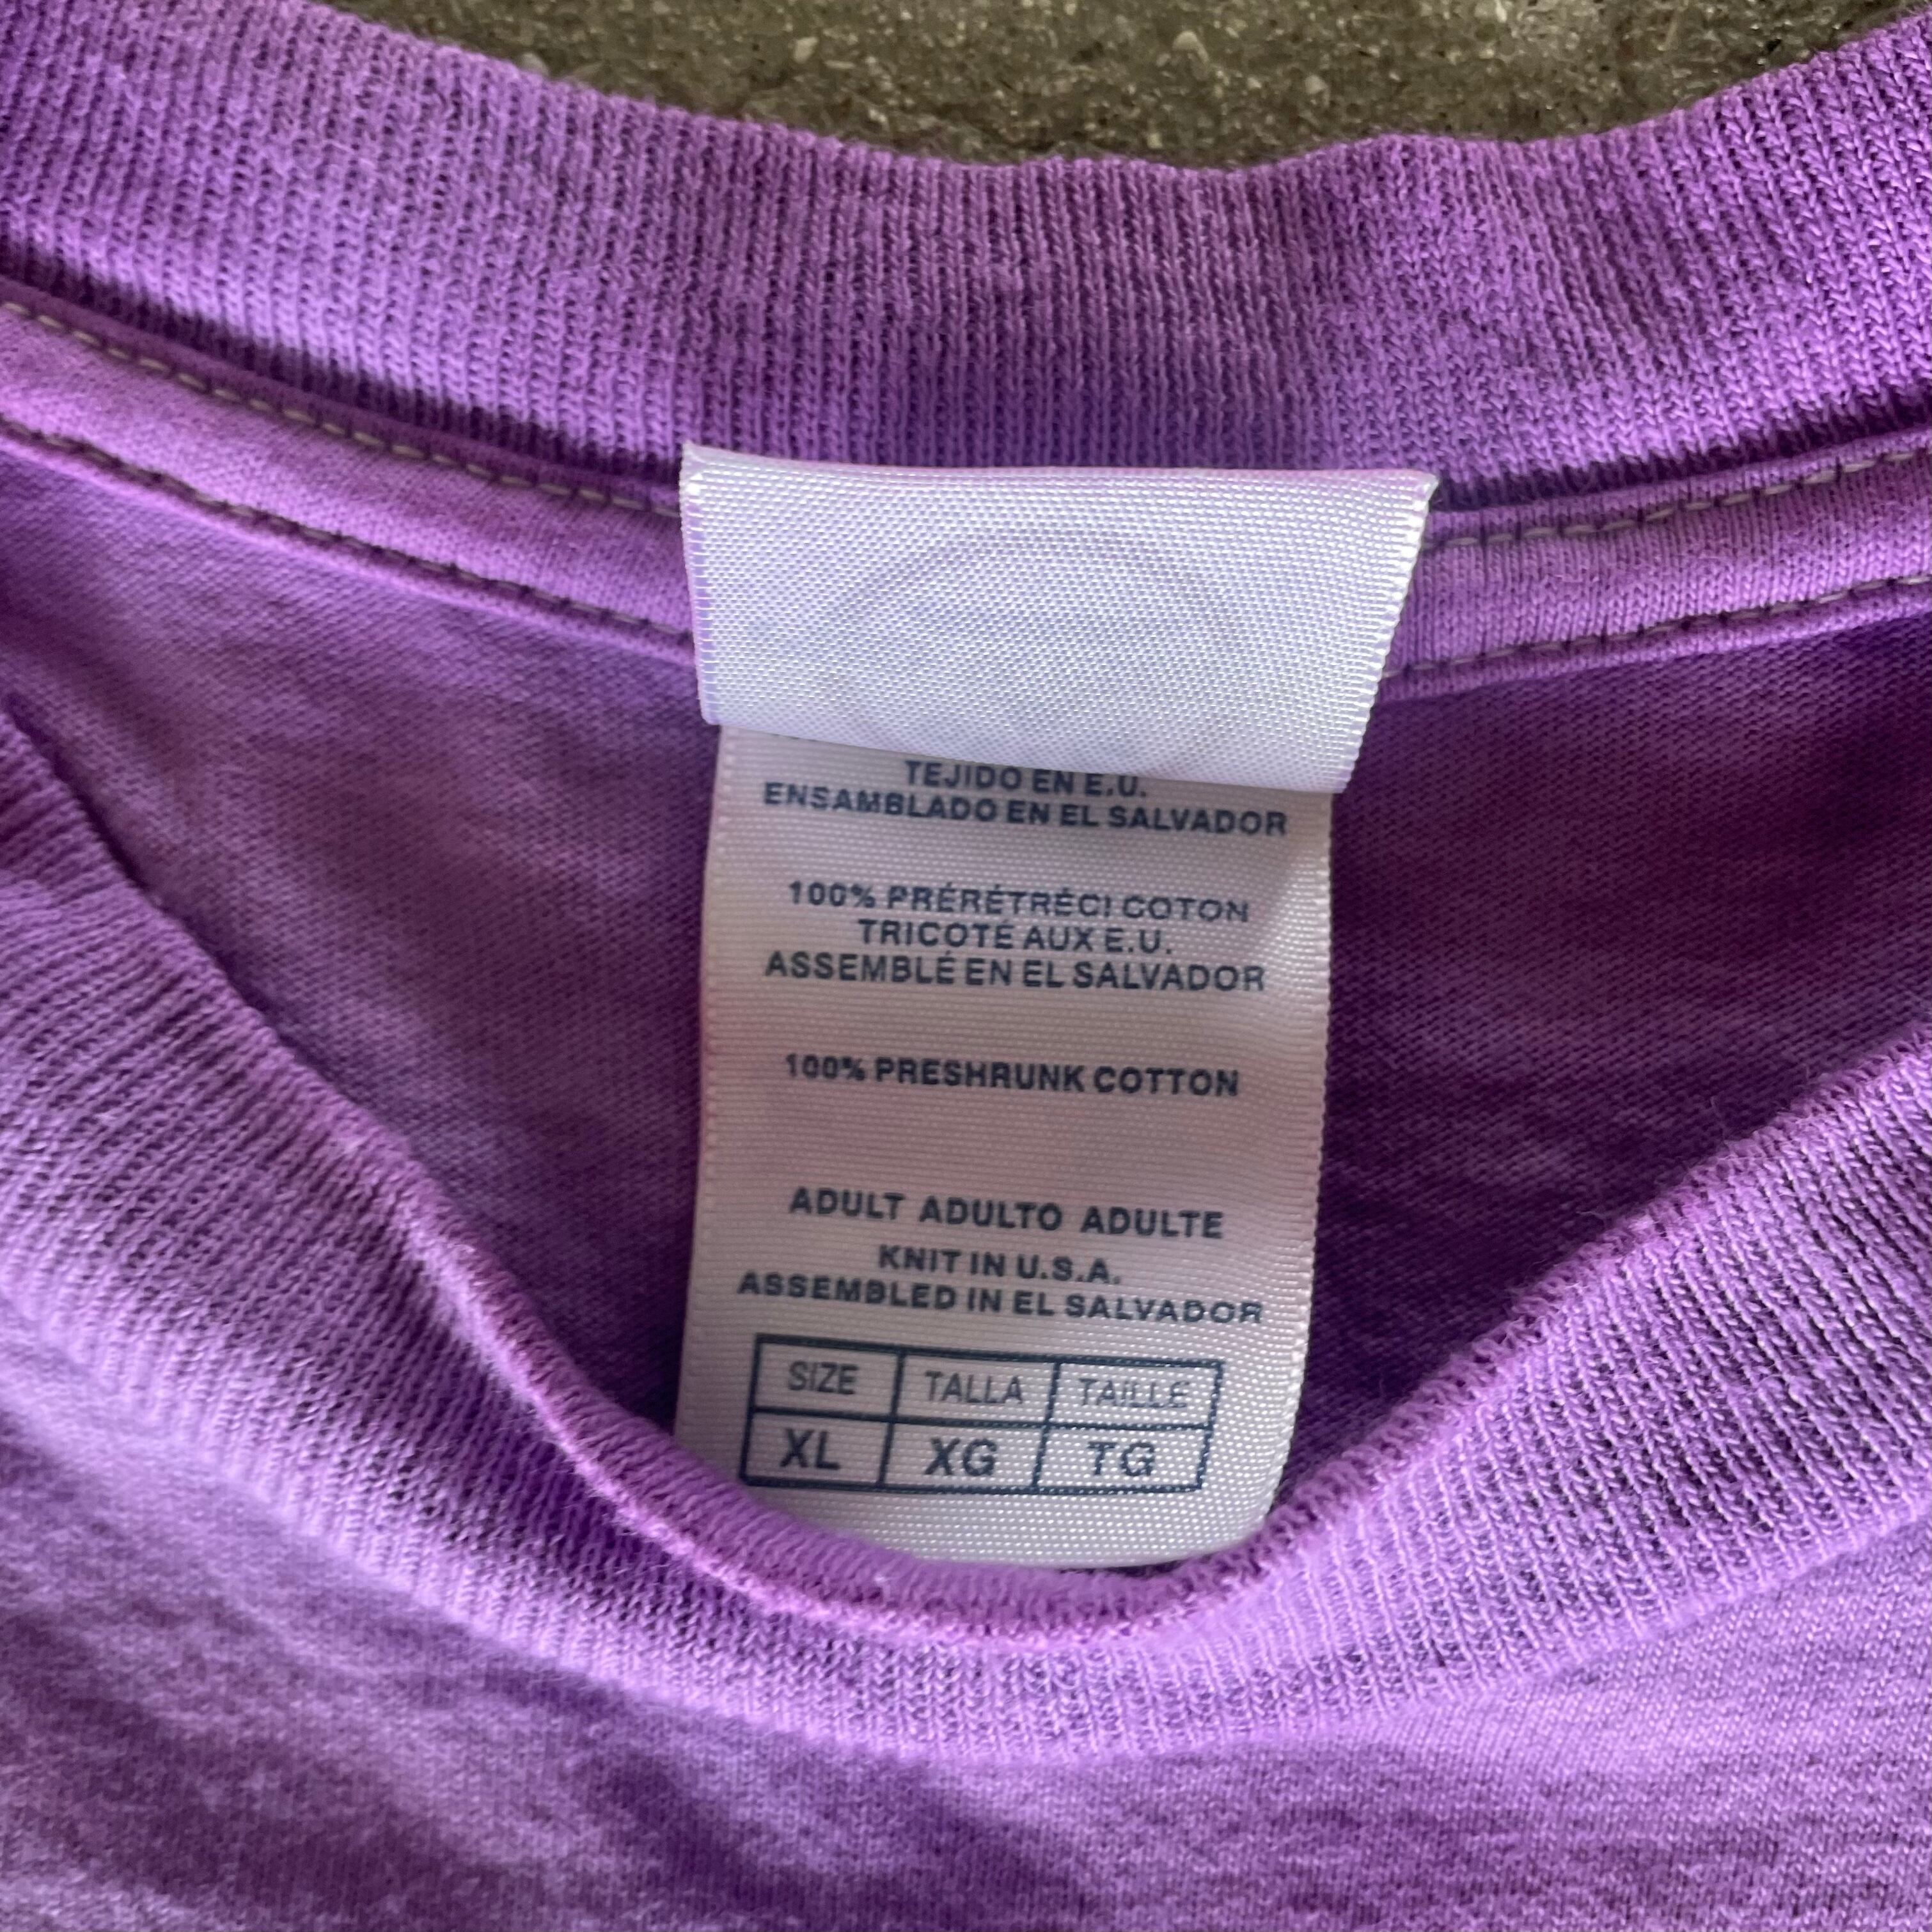 TEJIDO EN E.U.
ENSAMBLADO EN EL SALVADOR
100% PRÉRÉTRÉCI COTON
TRICOTÉ AUX E.U.
ASSEMBLÉ EN EL SALVADOR
100% PRESHRUNK COTTON
ADULT ADULTO ADULTE
KNIT IN U.S.A.
ASSEMBLED IN EL SALVADOR
SIZE TALLA TAILLE
XL XG TG